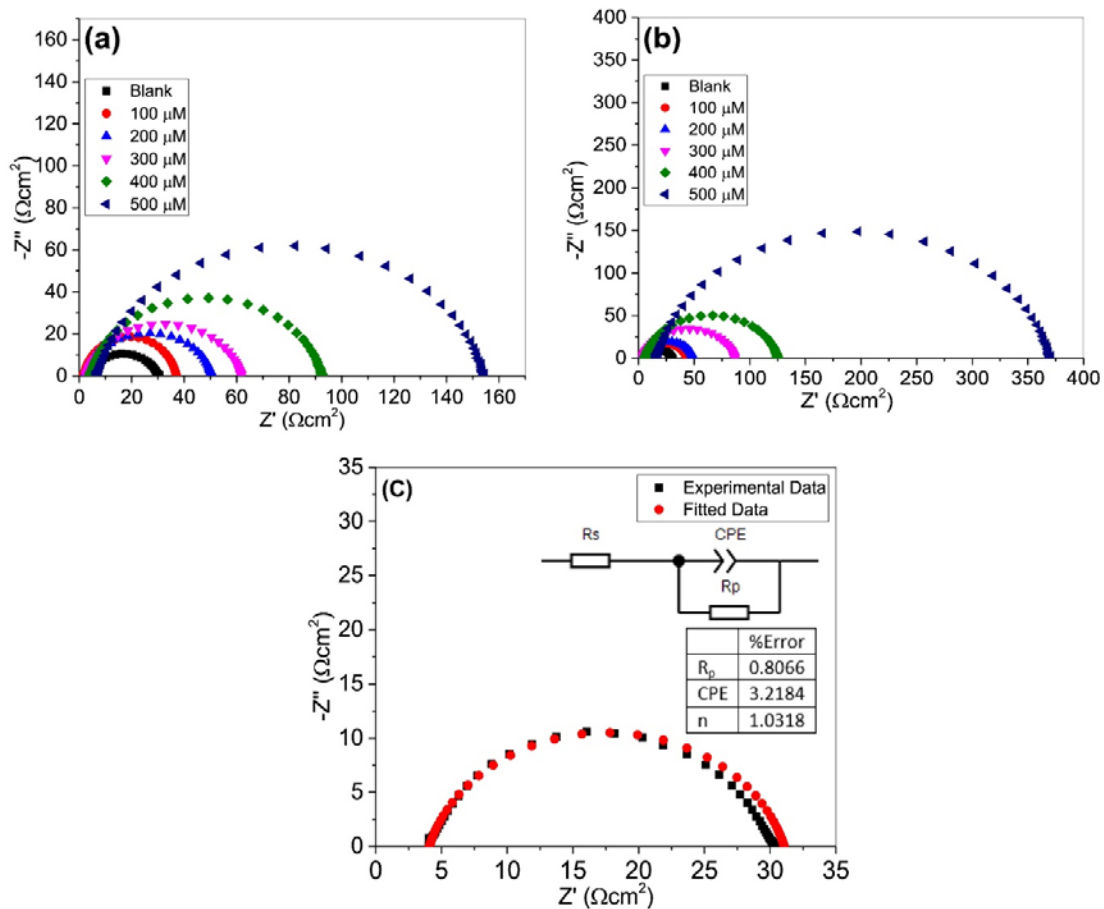 (a)
160
140
120
100
80
60
40
20
0
-Z" (Ωcm²)
Blank
100 μM
200 μM
300 μM
400 μM
500 μM
0 20 40 60 80 100 120 140 160
Z' (Ωcm²)
(b)
400
350
300
250
200
150
100
50
0
-Z" (Ωcm²)
Blank
100 μM
200 μM
300 μM
400 μM
500 μM
0 50 100 150 200 250 300 350 400
Z' (Ωcm²)
(C)
35
30
25
20
15
10
5
0
-Z" (Ωcm²)
Experimental Data
Fitted Data
Rs CPE
Rp
%Error
Rₚ 0.8066
CPE 3.2184
n 1.0318
0 5 10 15 20 25 30 35
Z' (Ωcm²)